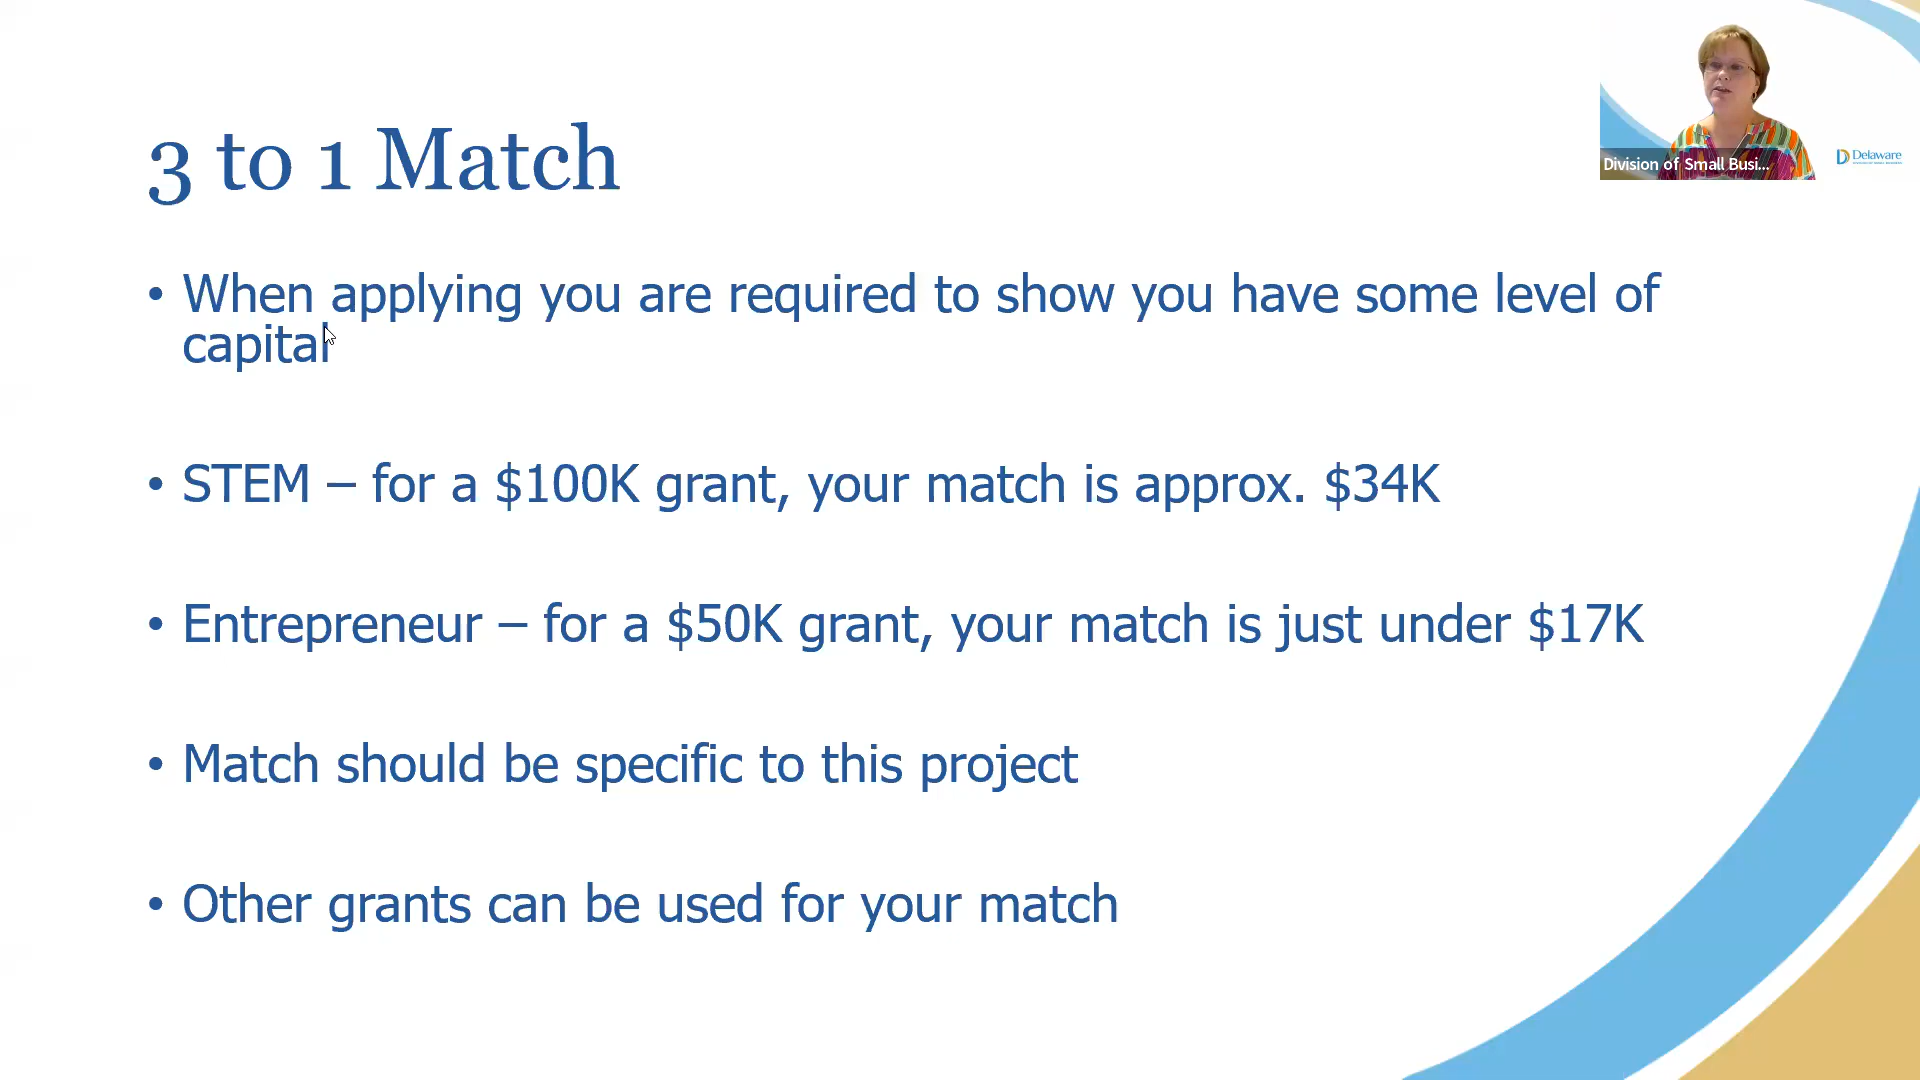 Division of Small Busi...
Delaware
3 to 1 Match
• When applying you are required to show you have some level of
capital
• STEM – for a $100K grant, your match is approx. $34K
• Entrepreneur – for a $50K grant, your match is just under $17K
• Match should be specific to this project
• Other grants can be used for your match